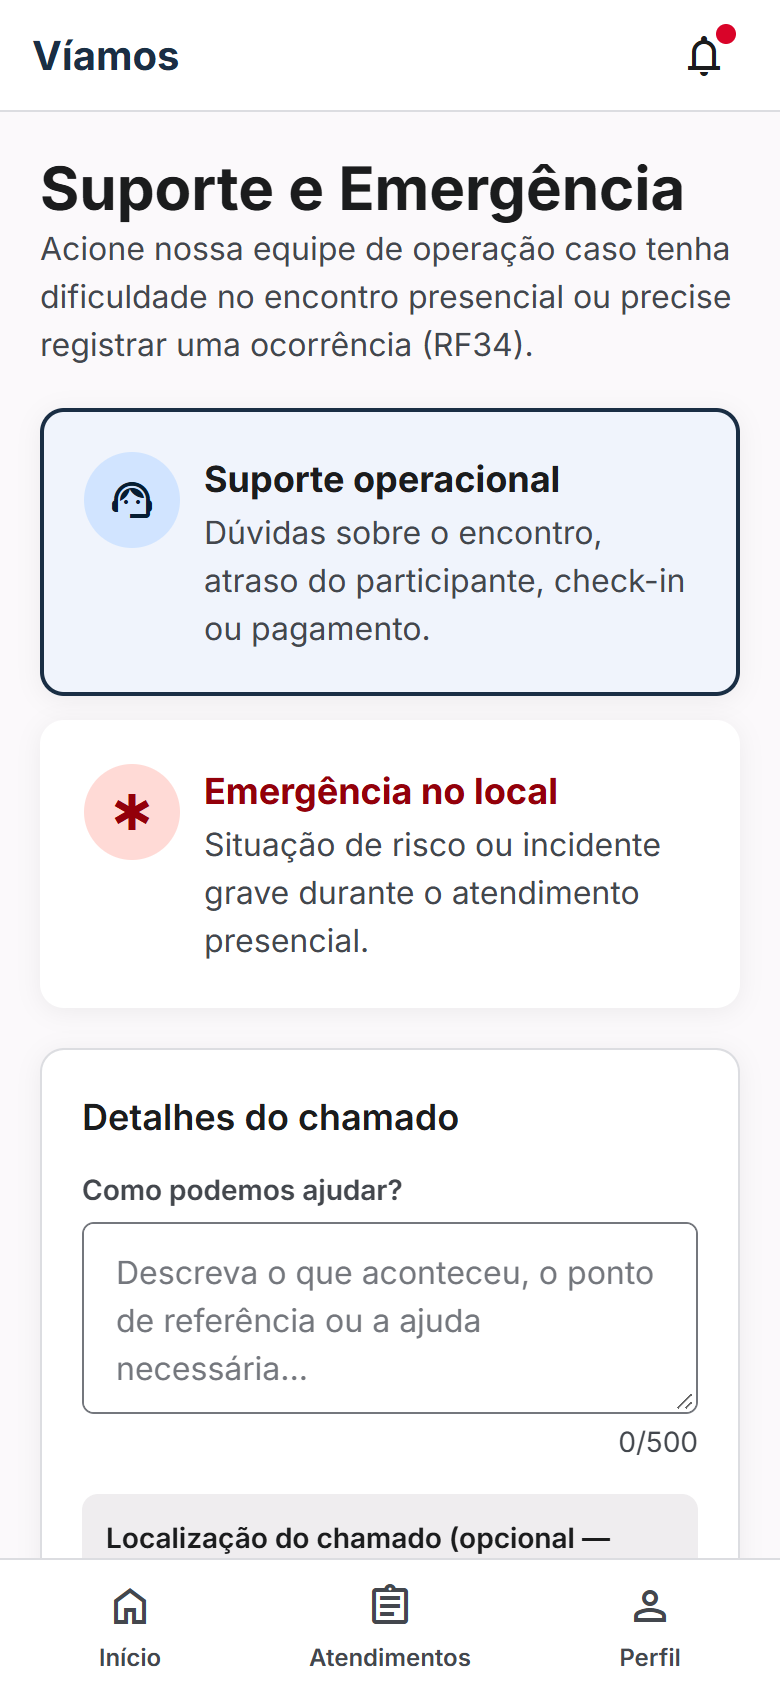 Víamos
Suporte e Emergência
Acione nossa equipe de operação caso tenha
dificuldade no encontro presencial ou precise
registrar uma ocorrência (RF34).
Suporte operacional
Dúvidas sobre o encontro,
atraso do participante, check-in
ou pagamento.
Emergência no local
Situação de risco ou incidente
grave durante o atendimento
presencial.
Detalhes do chamado
Como podemos ajudar?
Descreva o que aconteceu, o ponto
de referência ou a ajuda
necessária...
0/500
Localização do chamado (opcional —
Início
Atendimentos
Perfil